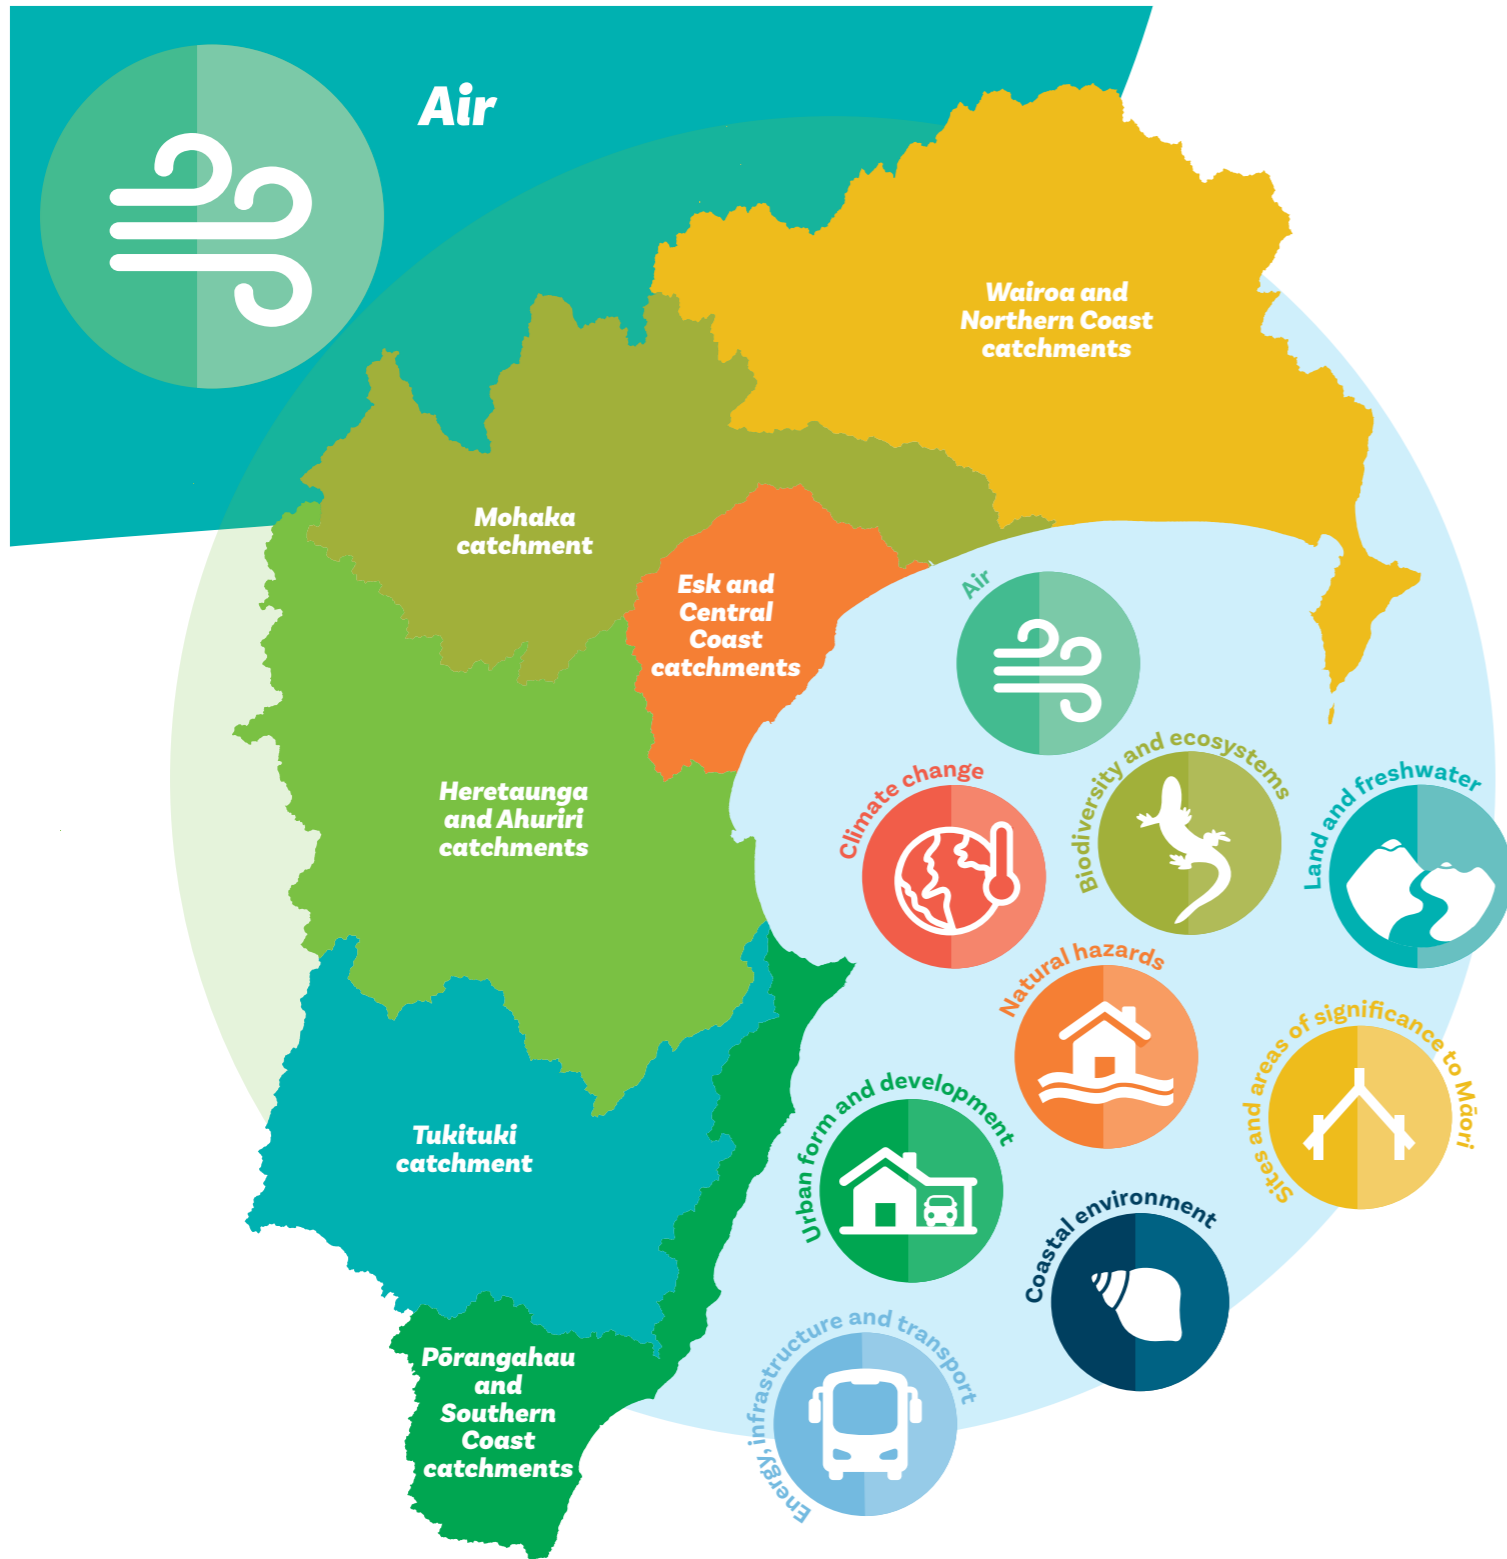 Air
Wairoa and
Northern Coast
catchments
Mohaka
catchment
Esk and
Central
Coast
catchments
Heretaunga
and Ahuriri
catchments
Tukituki
catchment
Pōrangahau
and
Southern
Coast
catchments
Air
Climate change
Biodiversity and ecosystems
Land and freshwater
Natural hazards
Sites and areas of significance to Māori
Urban form and development
Coastal environment
Energy, infrastructure and transport